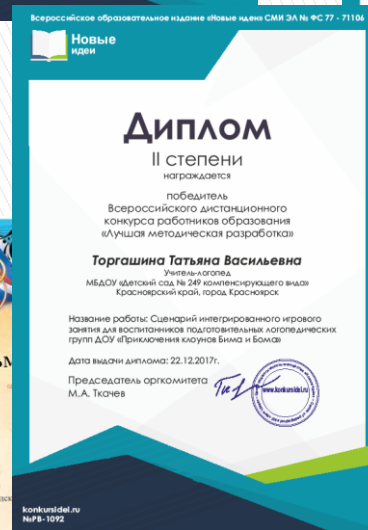 Всероссийское образовательное издание «Новые идеи» СМИ ЭЛ № ФС 77 - 71106
Новые
идеи
Диплом
II степени
награждается
победитель
Всероссийского дистанционного
конкурса работников образования
«Лучшая методическая разработка»
Торгашина Татьяна Васильевна
Учитель-логопед
МБДОУ «Детский сад № 249 компенсирующего вида»
Красноярский край, город Красноярск
Название работы: Сценарий интегрированного игрового
занятия для воспитанников подготовительных логопедических
групп ДОУ «Приключения клоунов Бима и Бома»
Дата выдачи диплома: 22.12.2017г.
Председатель оргкомитета
М.А. Ткачев
www.konkursidei.ru
konkursidei.ru
№РВ-1092